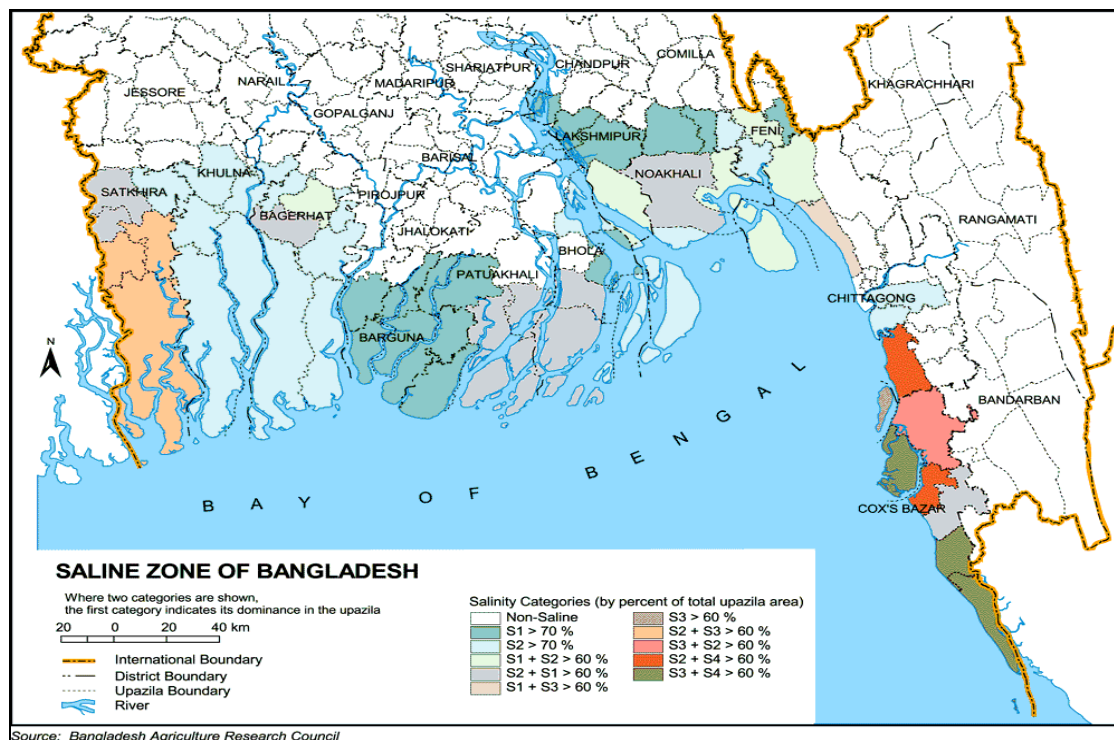 COMILLA
SHARIATPUR
CHANDPUR
NARAIL
MADARIPUR
KHAGRACHHARI
JESSORE
GOPALGANJ
LAKSHMIPUR
FENI
BARISAL
KHULNA
NOAKHALI
SATKHIRA
PIROJPUR
BAGERHAT
RANGAMATI
JHALOKATI
BHOLA
PATUAKHALI
CHITTAGONG
BARGUNA
N
BANDARBAN
BAY OF BENGAL
COX'S BAZAR
SALINE ZONE OF BANGLADESH
Where two categories are shown,
the first category indicates its dominance in the upazila
20 0 20 40 km
International Boundary
District Boundary
Upazila Boundary
River
Salinity Categories (by percent of total upazila area)
Non-Saline
S1 > 70 %
S2 > 70 %
S1 + S2 > 60 %
S2 + S1 > 60 %
S1 + S3 > 60 %
S3 > 60 %
S2 + S3 > 60 %
S3 + S2 > 60 %
S2 + S4 > 60 %
S3 + S4 > 60 %
Source: Bangladesh Agriculture Research Council